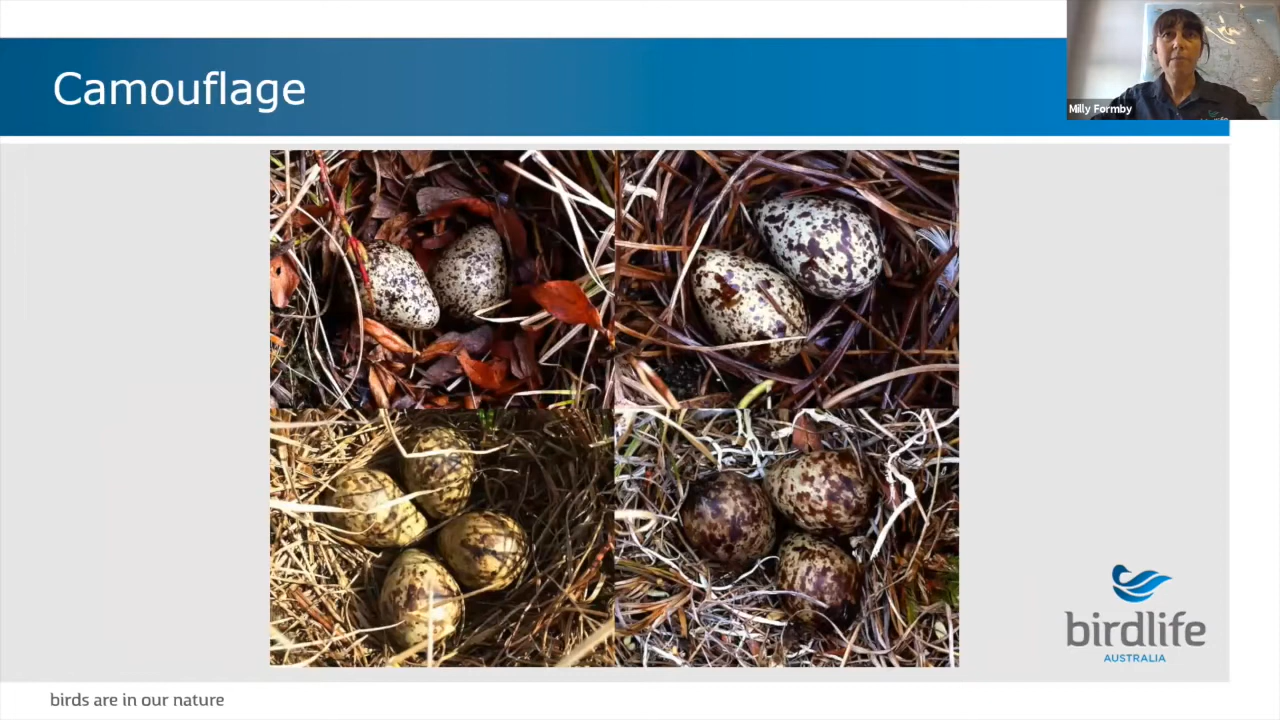 Camouflage
Milly Formby
birdlife
AUSTRALIA
birds are in our nature